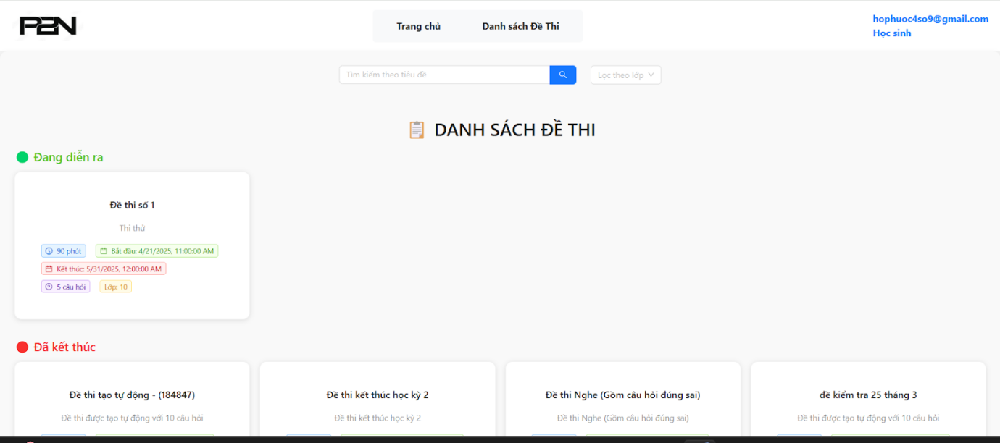 P2N
Trang chủ
Danh sách Đề Thi
hophuoc4so9@gmail.com
Học sinh
Tìm kiếm theo tiêu đề
Lọc theo lớp
DANH SÁCH ĐỀ THI
Đang diễn ra
Đề thi số 1
Thi thử
90 phút
Bắt đầu: 4/21/2025, 11:00:00 AM
Kết thúc: 5/31/2025, 12:00:00 AM
5 câu hỏi
Lớp: 10
Đã kết thúc
Đề thi tạo tự động - (184847)
Đề thi được tạo tự động với 10 câu hỏi
Đề thi kết thúc học kỳ 2
Đề thi kết thúc học kỳ 2
Đề thi Nghe (Gồm câu hỏi đúng sai)
Đề thi Nghe (Gồm câu hỏi đúng sai)
đề kiểm tra 25 tháng 3
Đề thi được tạo tự động với 10 câu hỏi